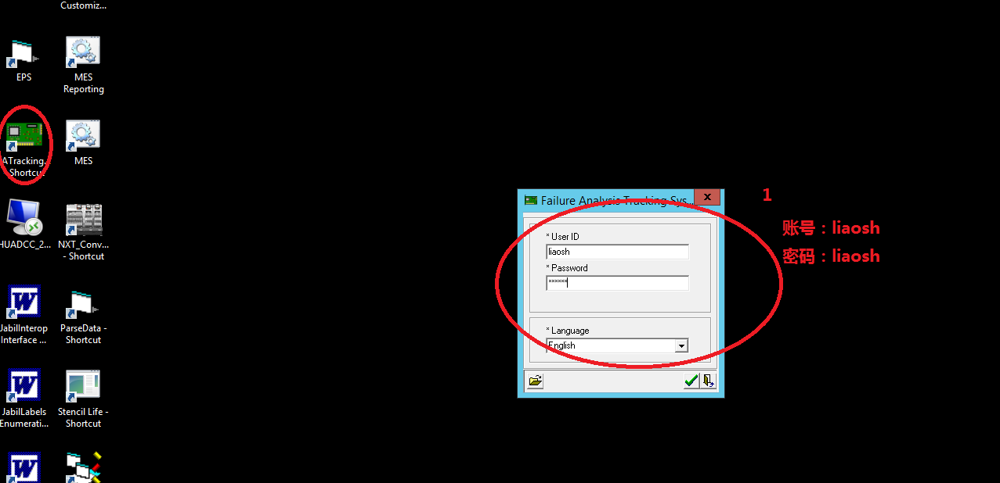 Customiz...
EPS
MES
Reporting
ATracking.
Shortcut
MES
HUADCC_2...
NXT_Conv...
- Shortcut
JabilInterop
Interface ...
ParseData -
Shortcut
JabilLabels
Enumerati...
Stencil Life -
Shortcut
Failure Analysis Tracking Sys...
x
* User ID
liaosh
* Password
******
* Language
English
1
账号：liaosh
密码：liaosh